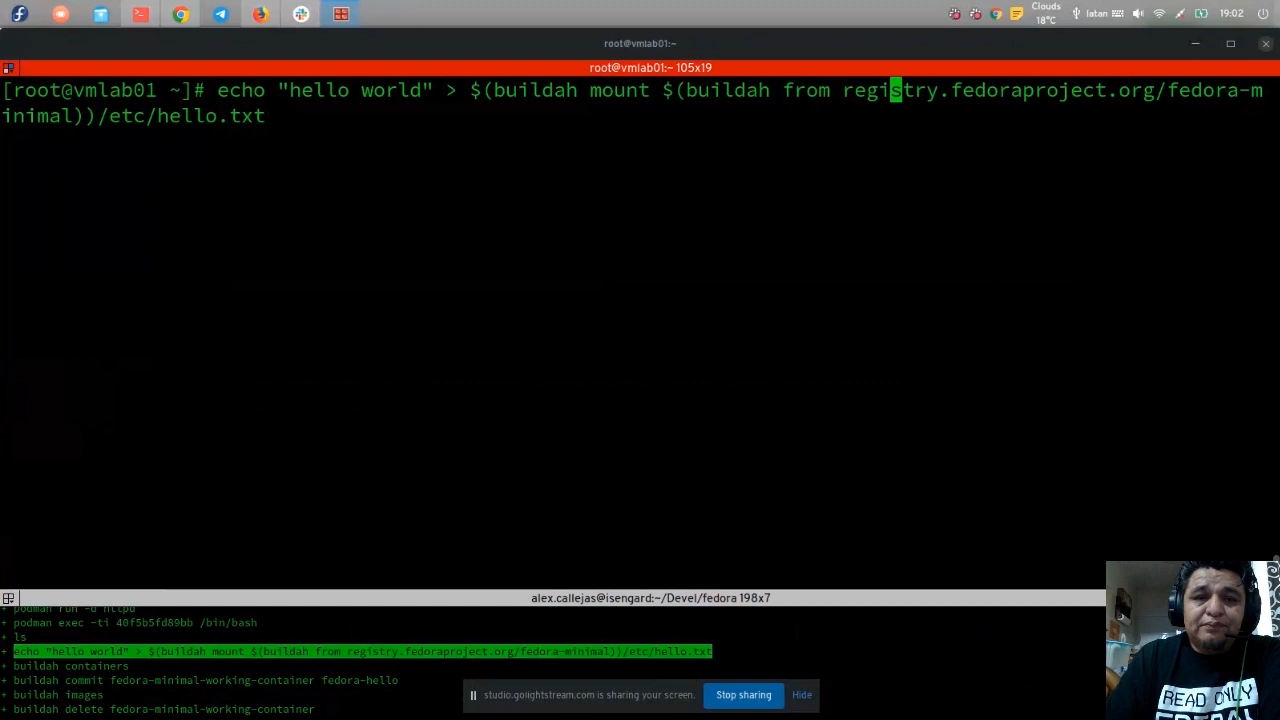 Clouds
18°C
latan
19:02
root@vmlab01:~
root@vmlab01:~ 105x19
[root@vmlab01 ~]# echo "hello world" > $(buildah mount $(buildah from registry.fedoraproject.org/fedora-m
inimal))/etc/hello.txt
alex.callejas@isengard:~/Devel/fedora 198x7
+ podman run -d httpd
+ podman exec -ti 40f5b5fd89bb /bin/bash
+ ls
+ echo "hello world" > $(buildah mount $(buildah from registry.fedoraproject.org/fedora-minimal))/etc/hello.txt
+ buildah containers
+ buildah commit fedora-minimal-working-container fedora-hello
+ buildah images
+ buildah delete fedora-minimal-working-container
studio.golightstream.com is sharing your screen.
Stop sharing
Hide
READ ONLY